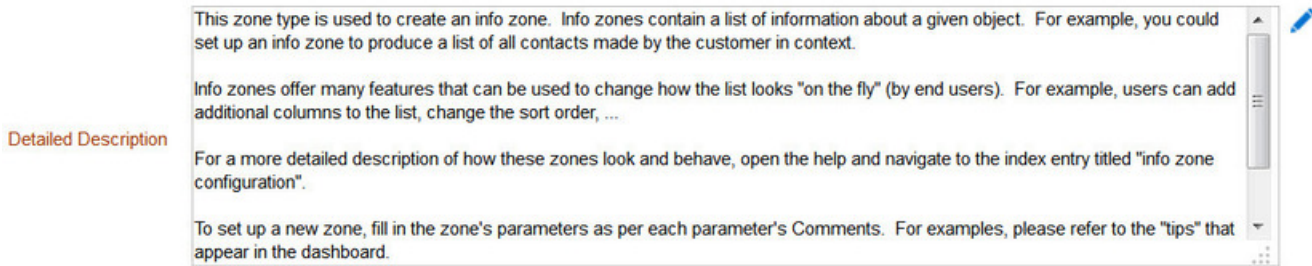 This zone type is used to create an info zone.  Info zones contain a list of information about a given object.  For example, you could
set up an info zone to produce a list of all contacts made by the customer in context.
Info zones offer many features that can be used to change how the list looks "on the fly" (by end users).  For example, users can add
additional columns to the list, change the sort order, ...
Detailed Description
For a more detailed description of how these zones look and behave, open the help and navigate to the index entry titled "info zone
configuration".
To set up a new zone, fill in the zone's parameters as per each parameter's Comments.  For examples, please refer to the "tips" that
appear in the dashboard.